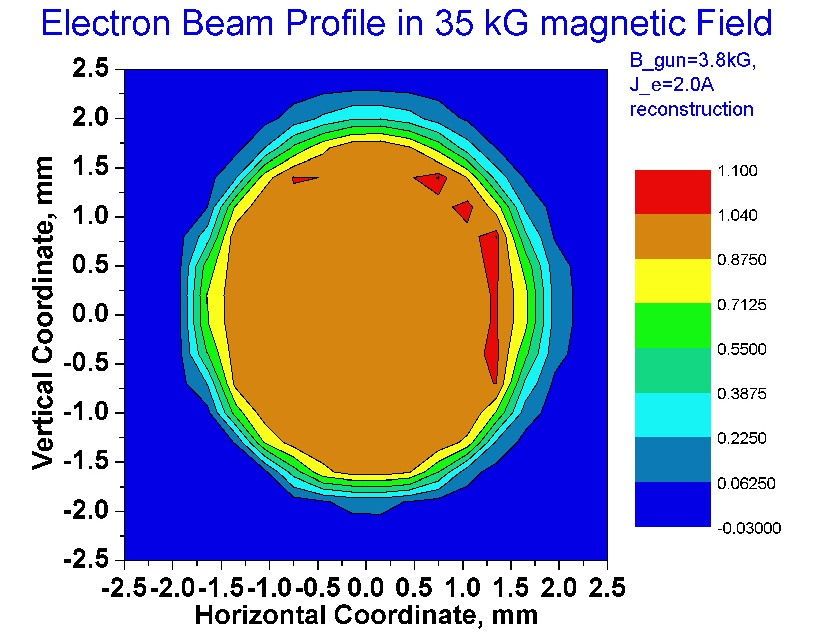 Electron Beam Profile in 35 kG magnetic Field
B_gun=3.8kG,
J_e=2.0A
reconstruction
2.5
2.0
1.5
1.0
0.5
0.0
-0.5
-1.0
-1.5
-2.0
-2.5
Vertical Coordinate, mm
-2.5 -2.0 -1.5 -1.0 -0.5 0.0 0.5 1.0 1.5 2.0 2.5
Horizontal Coordinate, mm
1.100
1.040
0.8750
0.7125
0.5500
0.3875
0.2250
0.06250
-0.03000